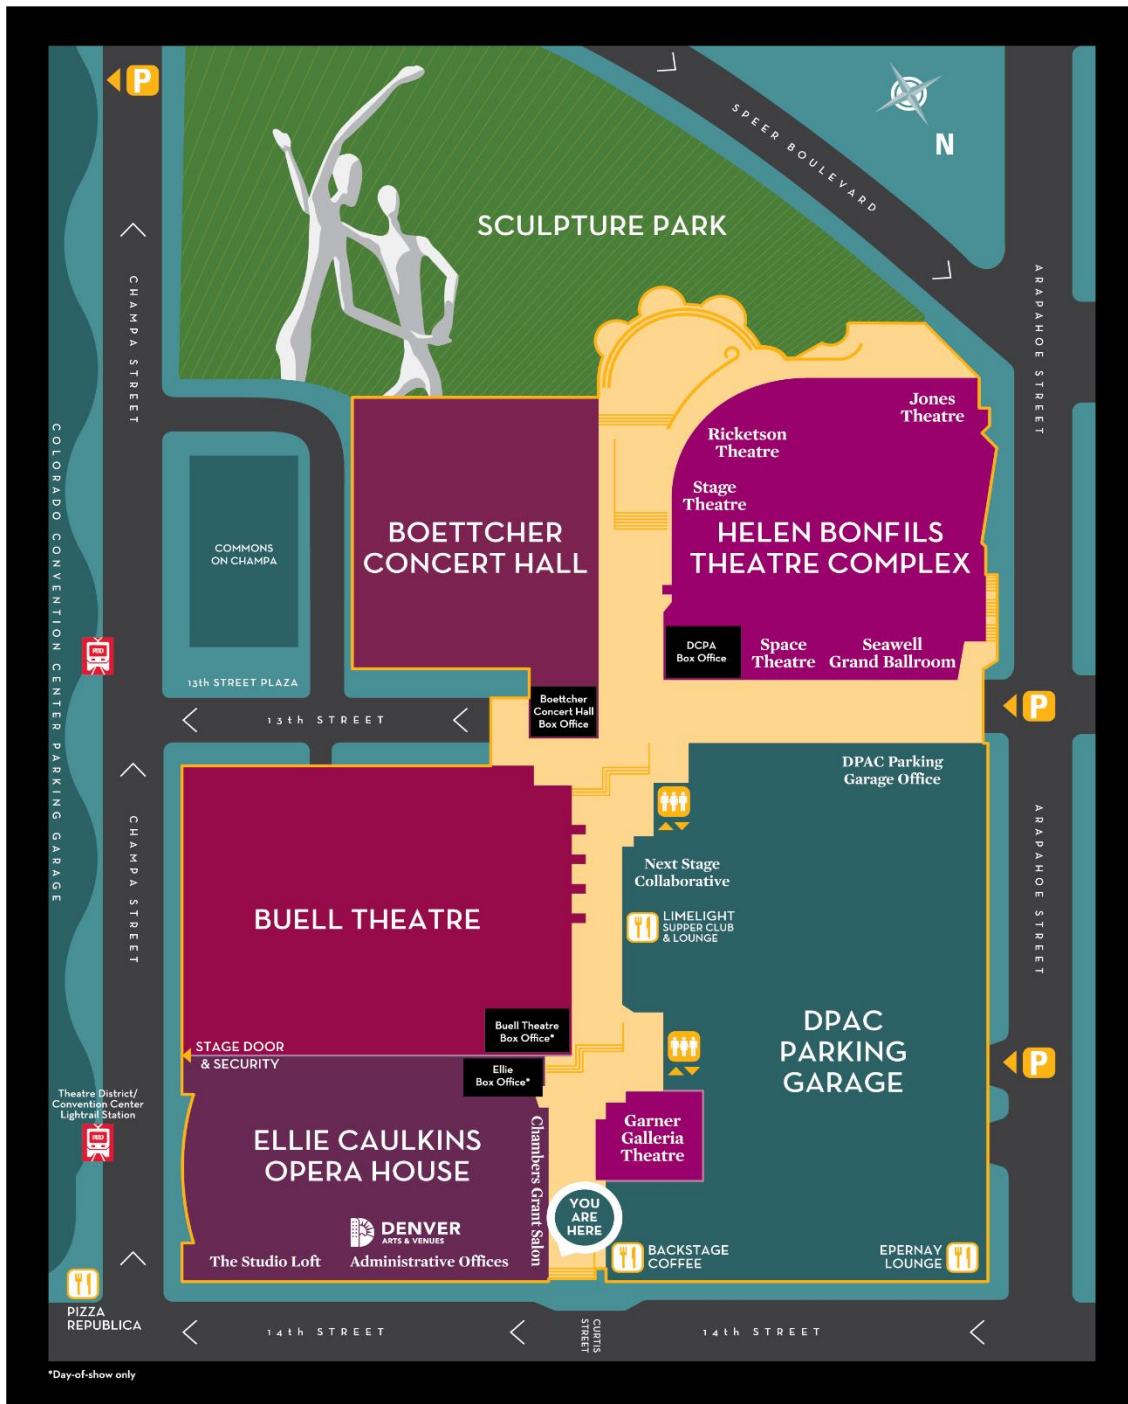 P
SPEER BOULEVARD
N
SCULPTURE PARK
CHAMPA STREET
ARAPAHOE STREET
COLORADO CONVENTION CENTER PARKING GARAGE
Jones
Theatre
Ricketson
Theatre
Stage
Theatre
BOETTCHER
CONCERT HALL
HELEN BONFILS
THEATRE COMPLEX
COMMONS
ON CHAMPA
DCPA
Box Office
Space
Theatre
Seawell
Grand Ballroom
13th STREET PLAZA
Boettcher
Concert Hall
Box Office
13th STREET
P
DPAC Parking
Garage Office
CHAMPA STREET
ARAPAHOE STREET
Next Stage
Collaborative
LIMELIGHT
SUPPER CLUB
& LOUNGE
BUELL THEATRE
Buell Theatre
Box Office*
DPAC
PARKING
GARAGE
STAGE DOOR
& SECURITY
Ellie
Box Office*
P
Theatre District/
Convention Center
Lightrail Station
Garner
Galleria
Theatre
ELLIE CAULKINS
OPERA HOUSE
Chambers Grant Salon
YOU
ARE
HERE
DENVER
ARTS & VENUES
The Studio Loft
Administrative Offices
BACKSTAGE
COFFEE
EPERNAY
LOUNGE
PIZZA
REPUBLICA
14th STREET
CURTIS
STREET
14th STREET
*Day-of-show only